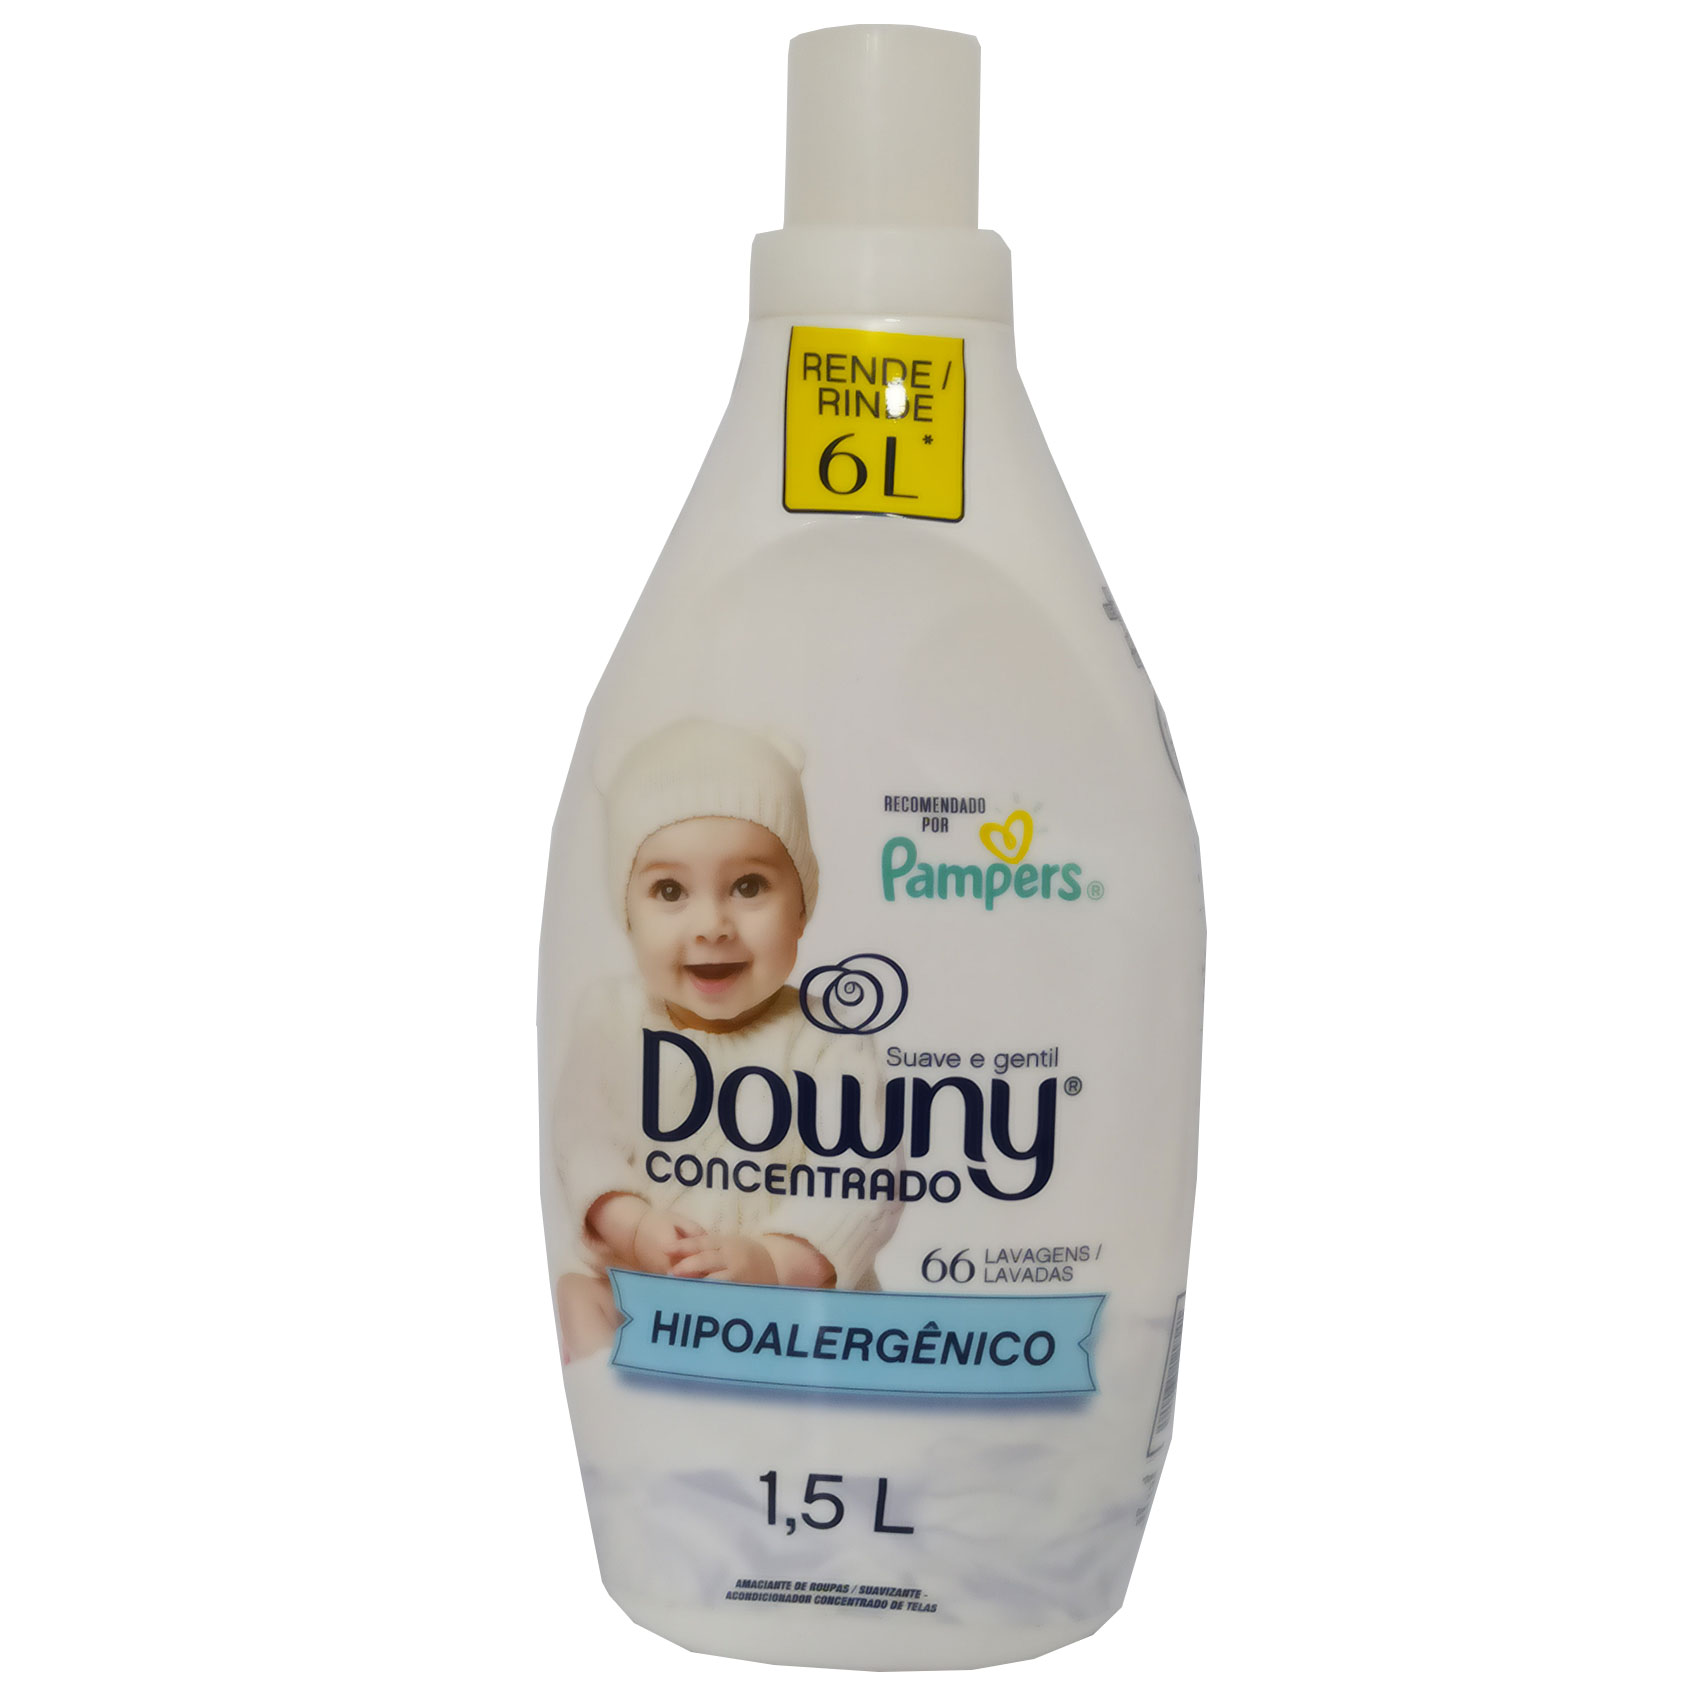 RENDE /
RINDE
6L*
RECOMENDADO
POR
Pampers®
Suave e gentil
Downy®
CONCENTRADO
66 LAVAGENS /
LAVADAS
HIPOALERGÊNICO
1,5 L
AMACIANTE DE ROUPAS / SUAVIZANTE -
ACONDICIONADOR CONCENTRADO DE TELAS